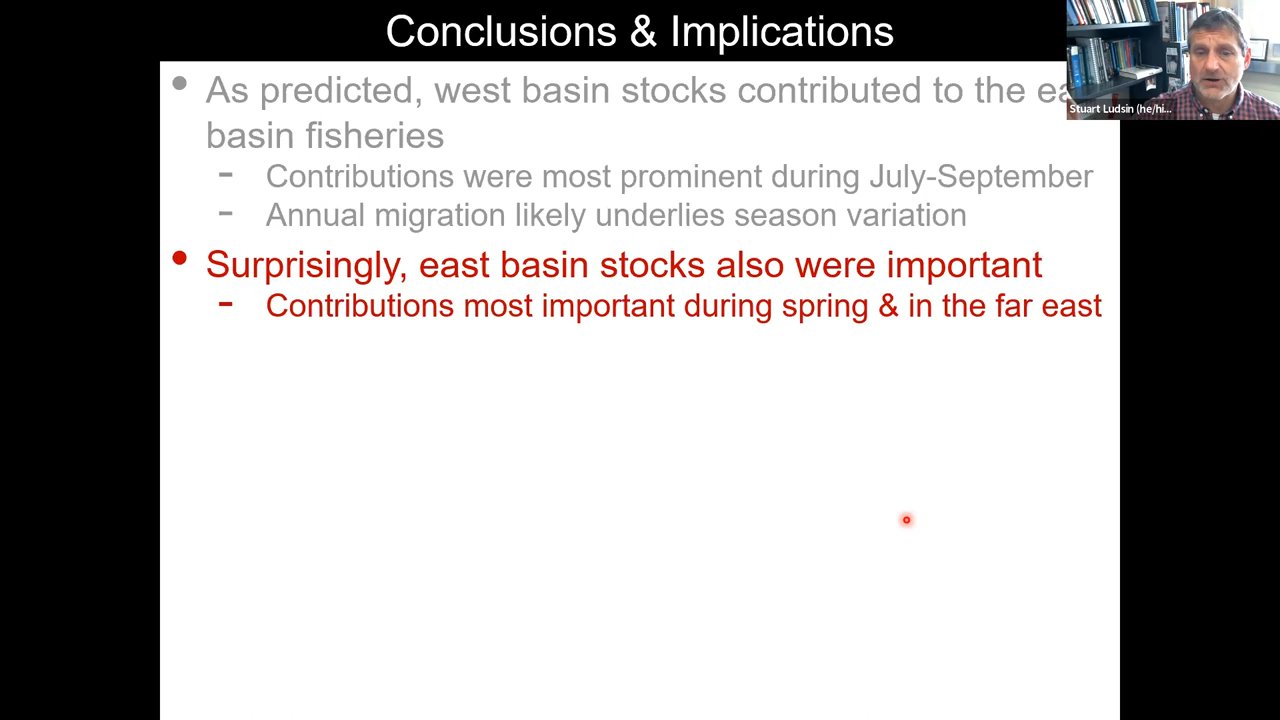 Conclusions & Implications
Stuart Ludsin (he/hi...
• As predicted, west basin stocks contributed to the
basin fisheries
- Contributions were most prominent during July-September
- Annual migration likely underlies season variation
• Surprisingly, east basin stocks also were important
- Contributions most important during spring & in the far east